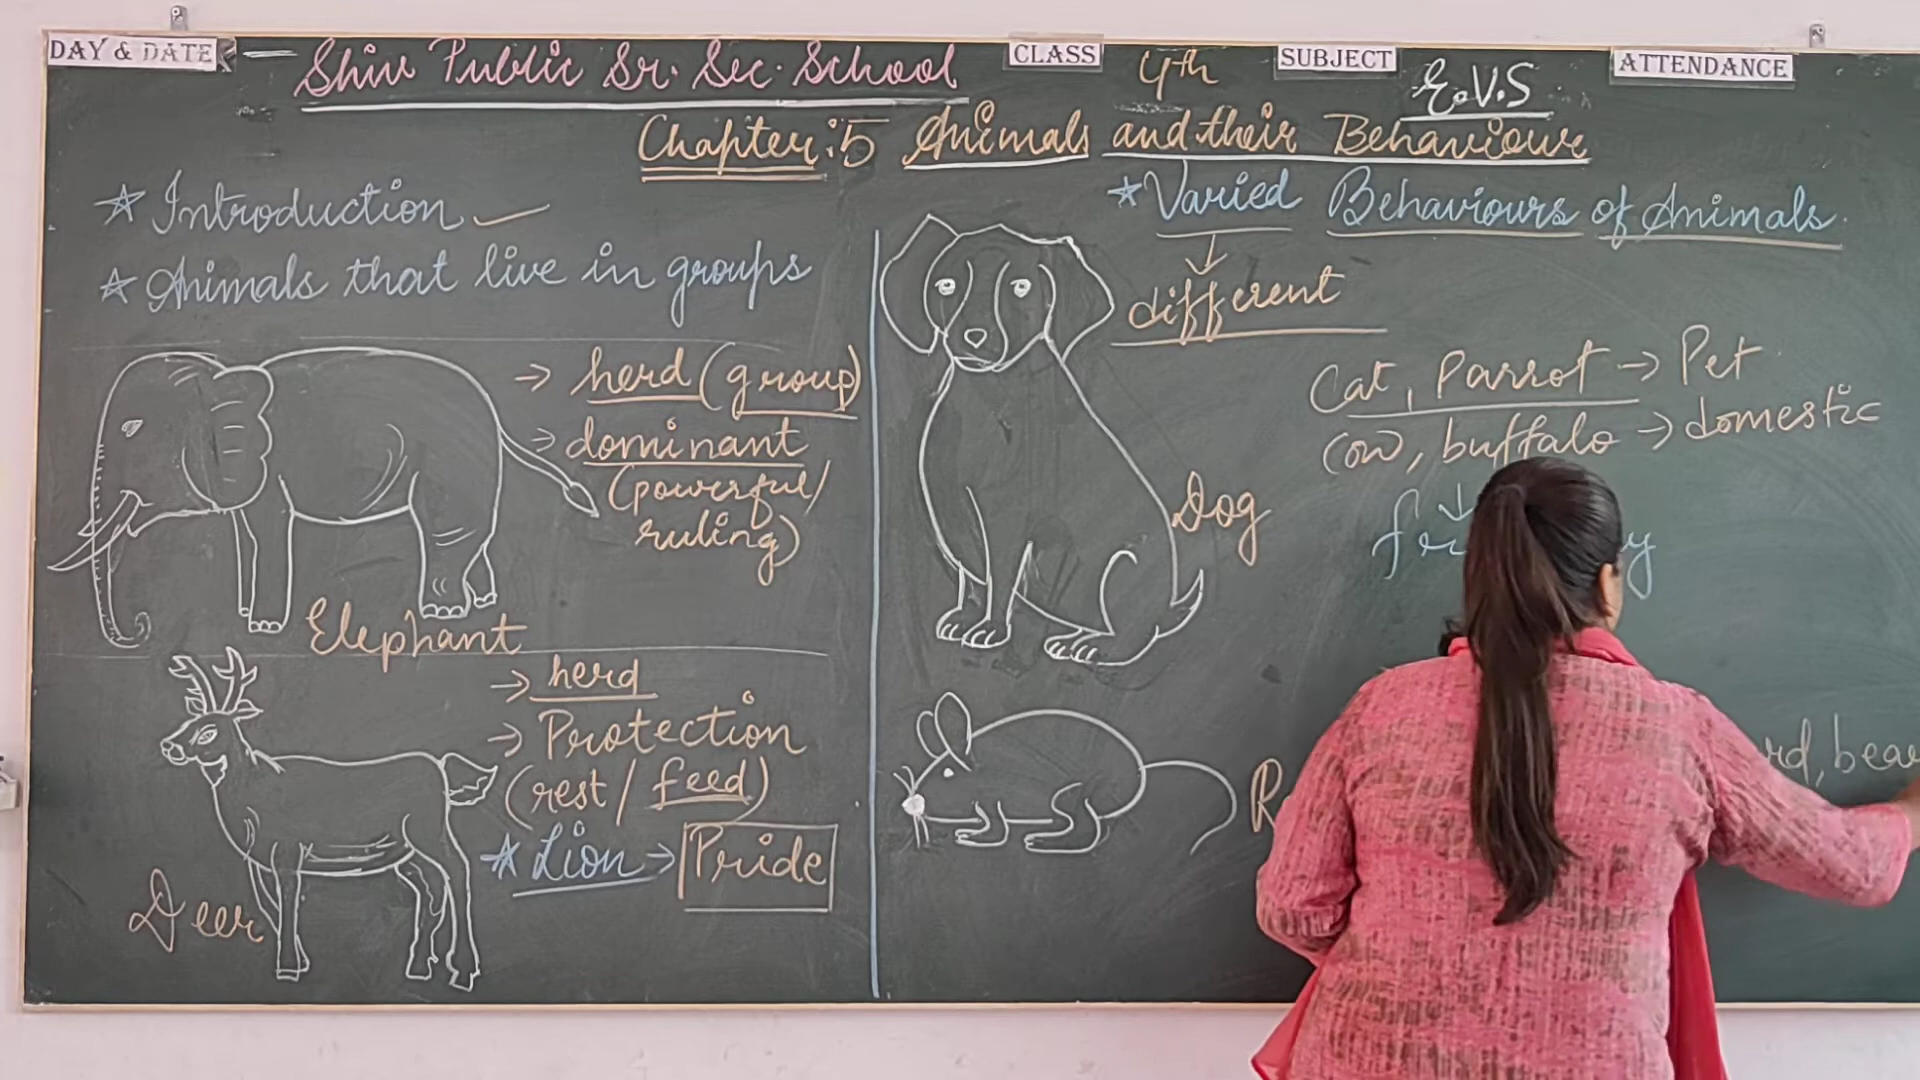 DAY & DATE
Shiv Public Sr. Sec. School
CLASS
4th
SUBJECT
E.V.S
ATTENDANCE
Chapter:5 Animals and their Behaviour
Introduction
Animals that live in groups
→ herd (group)
→ dominant
(powerful/
ruling)
Elephant
→ herd
→ Protection
(rest/feed)
Lion → Pride
Deer
Varied Behaviours of Animals.
different
Cat, Parrot → Pet
Cow, buffalo → domestic
Dog